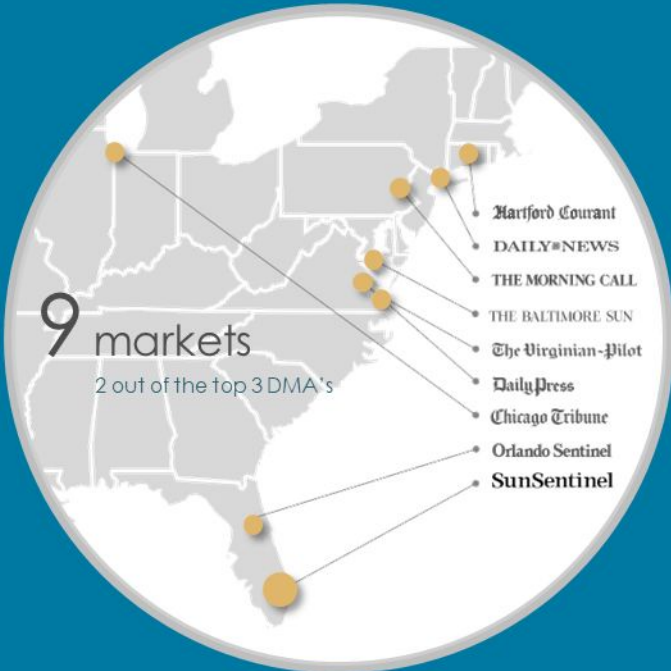 9 markets
2 out of the top 3 DMA's
Hartford Courant
DAILY NEWS
THE MORNING CALL
THE BALTIMORE SUN
The Virginian-Pilot
DailyPress
Chicago Tribune
Orlando Sentinel
SunSentinel